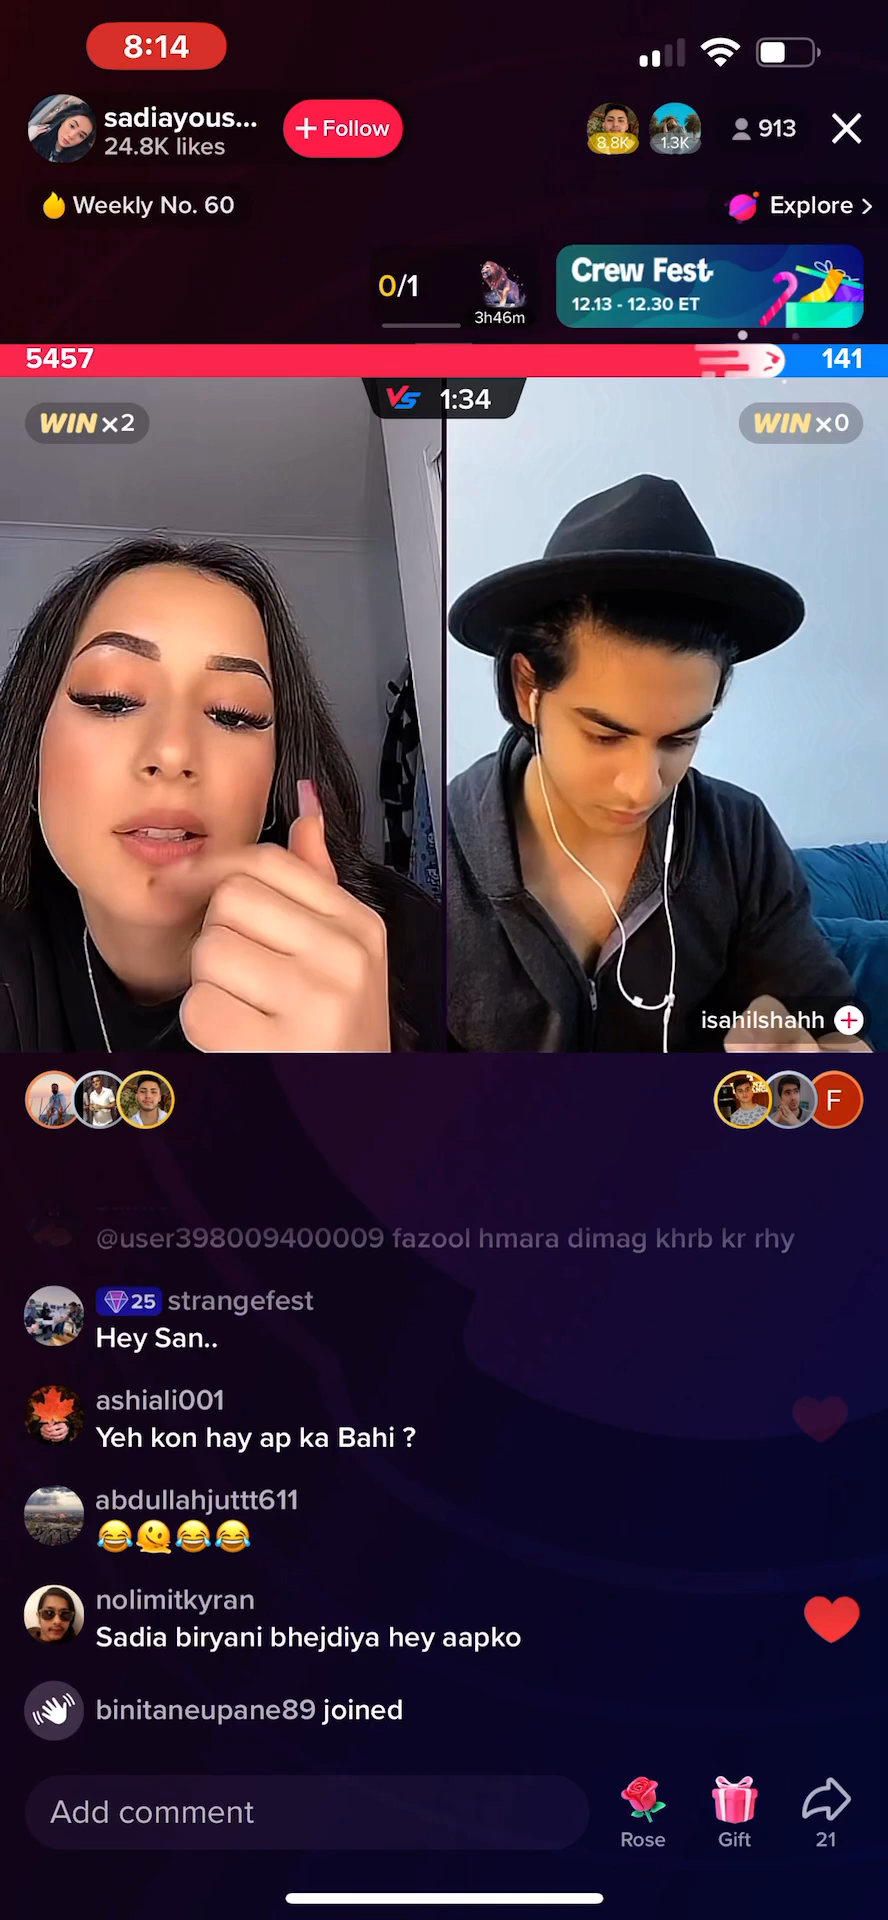 8:14
sadiayous...
24.8K likes
+ Follow
8.8K
1.3K
913
Weekly No. 60
Explore >
0/1
3h46m
Crew Fest
12.13 - 12.30 ET
5457
141
VS 1:34
WIN x2
WIN x0
isahilshahh
F
@user398009400009 fazool hmara dimag khrb kr rhy
25 strangefest
Hey San..
ashiali001
Yeh kon hay ap ka Bahi ?
abdullahjuttt611
😂🫠😂😂
nolimitkyran
Sadia biryani bhejdiya hey aapko
binitaneupane89 joined
Add comment
Rose
Gift
21